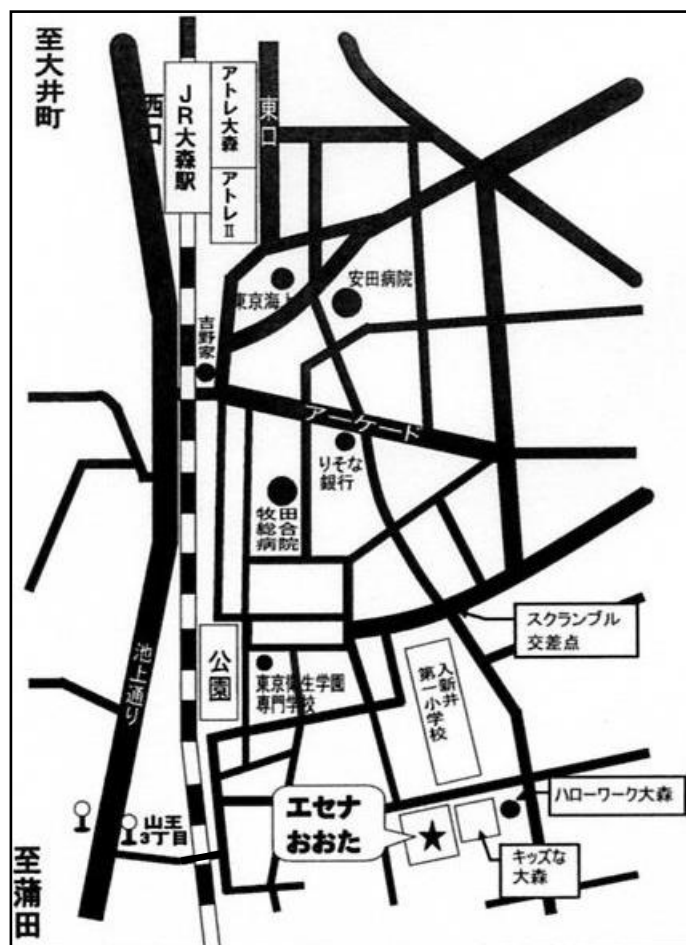 至大井町
西口
JR大森駅
アトレ大森
アトレⅡ
東口
東京海上
安田病院
吉野家
アーケード
りそな
銀行
牧田
総合
病院
スクランブル
交差点
公園
池上通り
東京衛生学園
専門学校
入新井
第一小学校
エセナ
おおた
ハローワーク大森
キッズな
大森
山王
3丁目
至蒲田